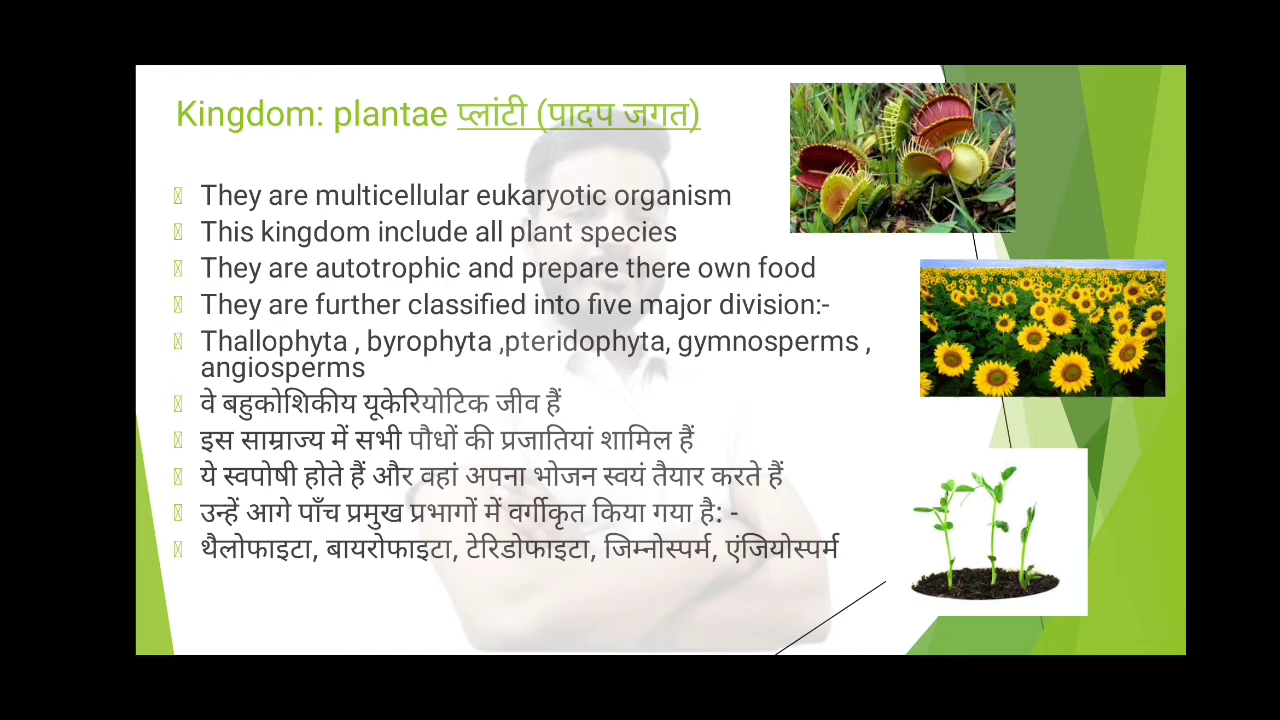 Kingdom: plantae प्लांटी (पादप जगत)
They are multicellular eukaryotic organism
This kingdom include all plant species
They are autotrophic and prepare there own food
They are further classified into five major division:-
Thallophyta , byrophyta ,pteridophyta, gymnosperms ,
angiosperms
वे बहुकोशिकीय यूकेरियोटिक जीव हैं
इस साम्राज्य में सभी पौधों की प्रजातियां शामिल हैं
ये स्वपोषी होते हैं और वहां अपना भोजन स्वयं तैयार करते हैं
उन्हें आगे पाँच प्रमुख प्रभागों में वर्गीकृत किया गया है: -
थैलोफाइटा, बायरोफाइटा, टेरिडोफाइटा, जिम्नोस्पर्म, एंजियोस्पर्म